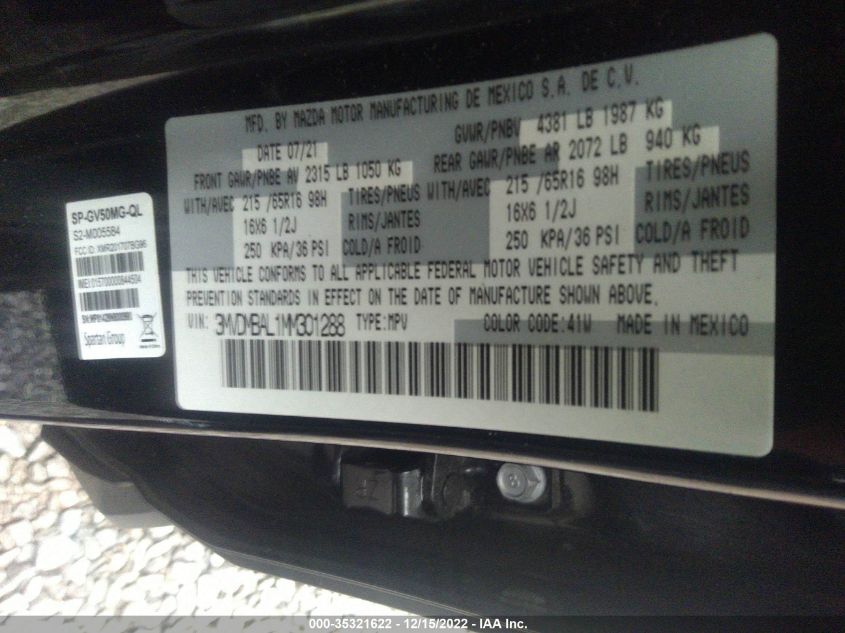 MFD. BY MAZDA MOTOR MANUFACTURING DE MEXICO S.A. DE C.V.
DATE 07/21 GVWR/PNBV 4381 LB 1987 KG
FRONT GAWR/PNBE AV 2315 LB 1050 KG REAR GAWR/PNBE AR 2072 LB 940 KG
WITH/AVEC 215 /65R16 98H TIRES/PNEUS WITH/AVEC 215 /65R16 98H TIRES/PNEUS
16X6 1/2J RIMS/JANTES 16X6 1/2J RIMS/JANTES
250 KPA/36 PSI COLD/A FROID 250 KPA/36 PSI COLD/A FROID
THIS VEHICLE CONFORMS TO ALL APPLICABLE FEDERAL MOTOR VEHICLE SAFETY AND THEFT
PREVENTION STANDARDS IN EFFECT ON THE DATE OF MANUFACTURE SHOWN ABOVE.
VIN: 3MVDMBAL1MM301288 TYPE:MPV COLOR CODE:41W MADE IN MEXICO
SP-GV50MG-QL
S2-M005584
FCC ID: XMR201707BG96
IMEI:015700000844504
Spartan Group
8
000-35321622 - 12/15/2022 - IAA Inc.